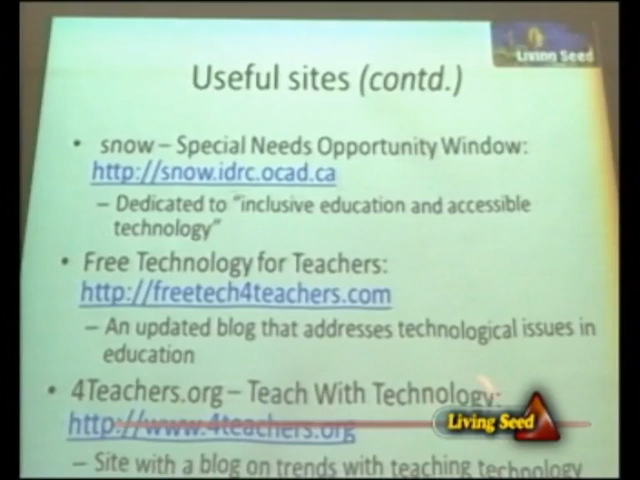 Living Seed
Useful sites (contd.)
• snow – Special Needs Opportunity Window:
http://snow.idrc.ocad.ca
– Dedicated to "inclusive education and accessible
technology"
• Free Technology for Teachers:
http://freetech4teachers.com
– An updated blog that addresses technological issues in
education
• 4Teachers.org – Teach With Technology:
http://www.4teachers.org
Living Seed
– Site with a blog on trends with teaching technology